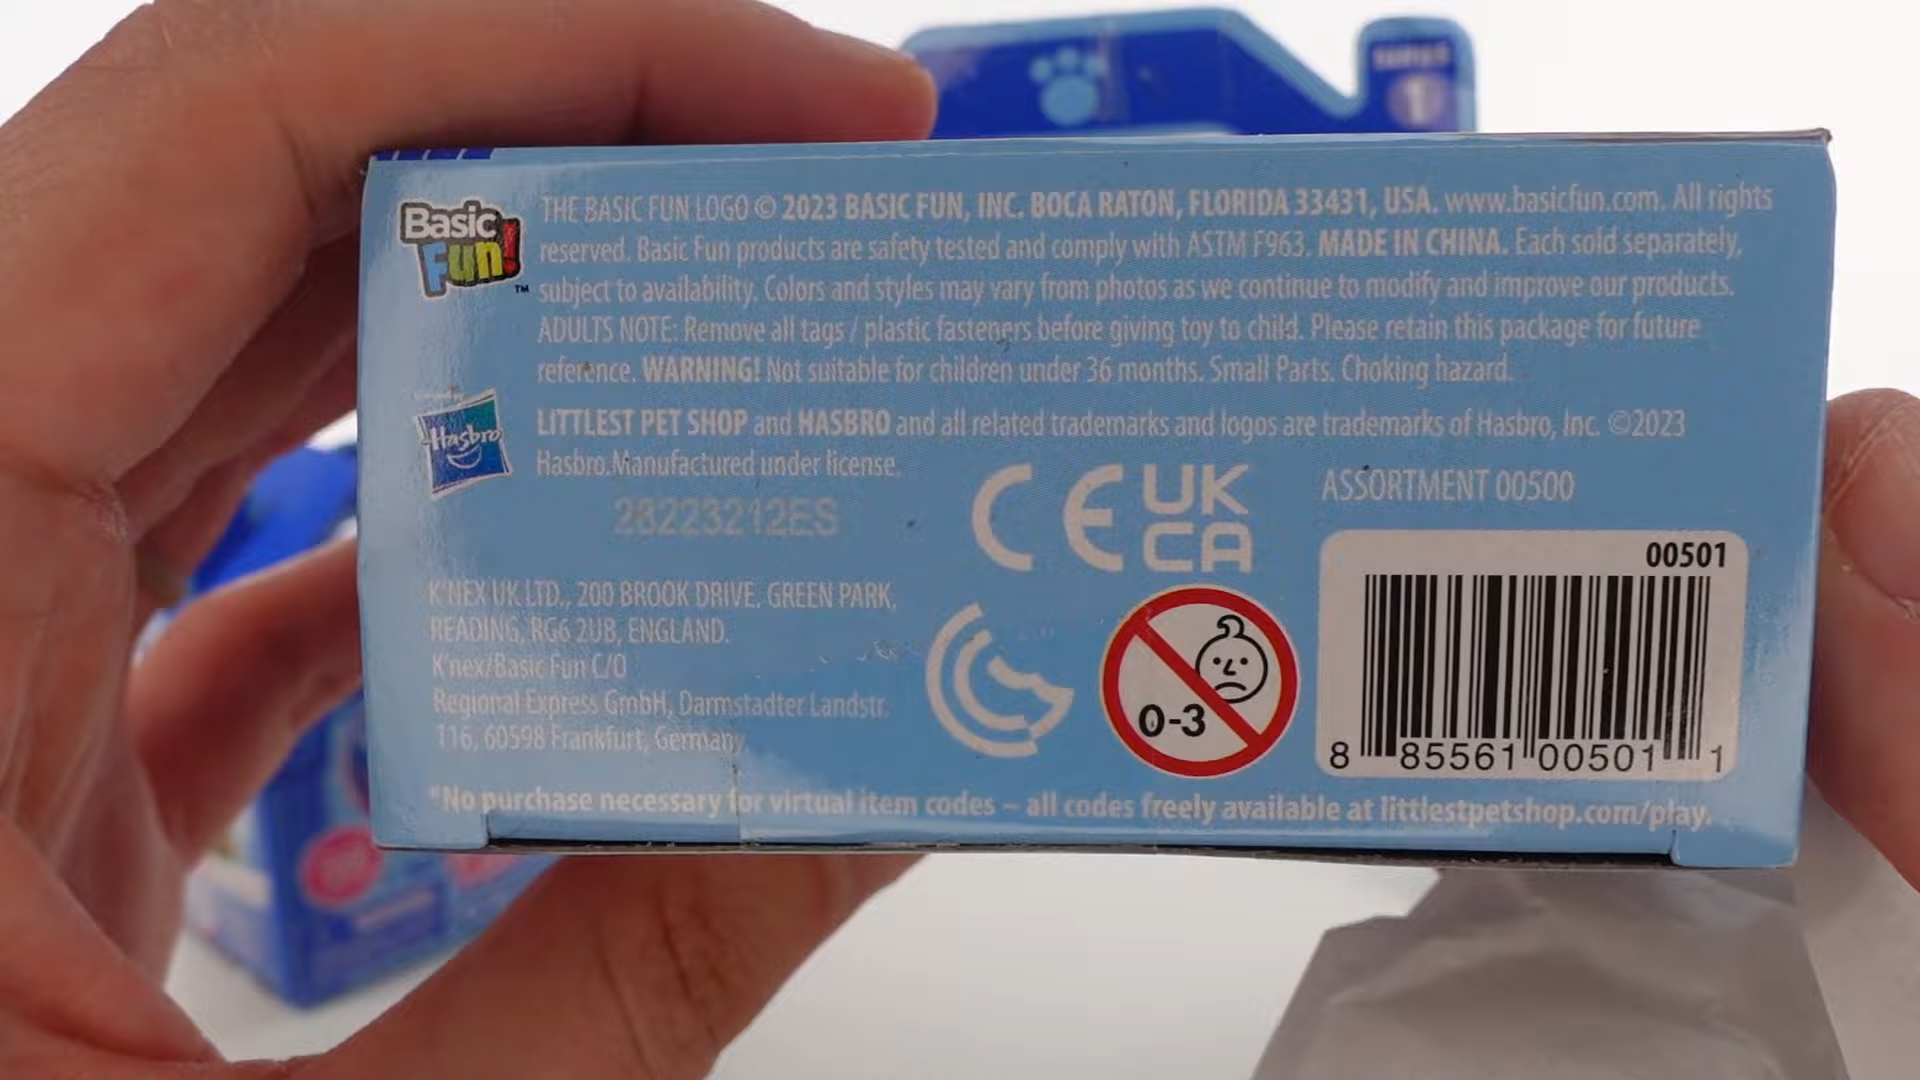 SERIES
1
Basic
Fun!
TM
THE BASIC FUN LOGO © 2023 BASIC FUN, INC. BOCA RATON, FLORIDA 33431, USA. www.basicfun.com. All rights
reserved. Basic Fun products are safety tested and comply with ASTM F963. MADE IN CHINA. Each sold separately,
subject to availability. Colors and styles may vary from photos as we continue to modify and improve our products.
ADULTS NOTE: Remove all tags / plastic fasteners before giving toy to child. Please retain this package for future
reference. WARNING! Not suitable for children under 36 months. Small Parts. Choking hazard.
Hasbro
LITTLEST PET SHOP and HASBRO and all related trademarks and logos are trademarks of Hasbro, Inc. ©2023
Hasbro.Manufactured under license.
28223212ES
CE
UK
CA
ASSORTMENT 00500
K'NEX UK LTD., 200 BROOK DRIVE, GREEN PARK,
READING, RG6 2UB, ENGLAND.
K'nex/Basic Fun C/O
Regional Express GmbH, Darmstadter Landstr.
116, 60598 Frankfurt, Germany
0-3
00501
8 85561 00501 1
*No purchase necessary for virtual item codes – all codes freely available at littlestpetshop.com/play.